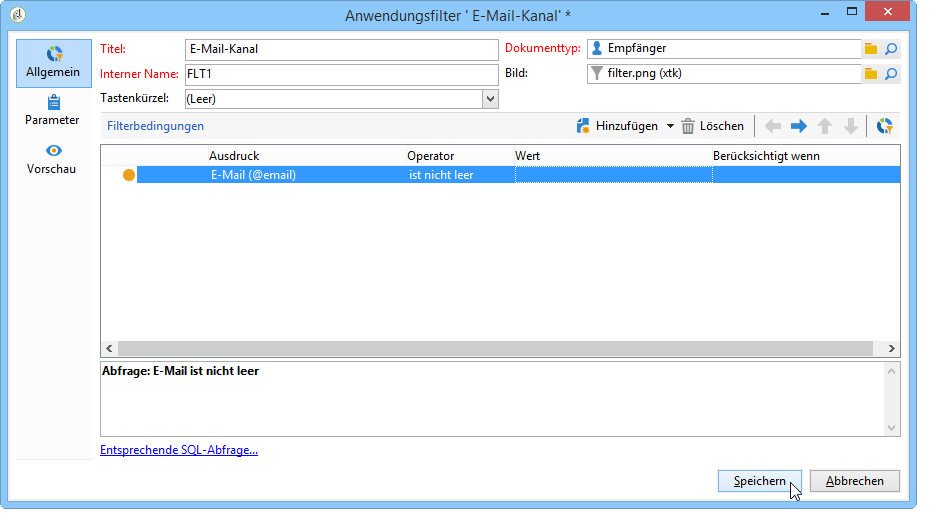 Anwendungsfilter ' E-Mail-Kanal' *
Allgemein
Parameter
Vorschau
Titel: E-Mail-Kanal
Dokumenttyp: Empfänger
Interner Name: FLT1
Bild: filter.png (xtk)
Tastenkürzel: (Leer)
Filterbedingungen Hinzufügen Löschen
Ausdruck Operator Wert Berücksichtigt wenn
E-Mail (@email) ist nicht leer
Abfrage: E-Mail ist nicht leer
Entsprechende SQL-Abfrage...
Speichern Abbrechen